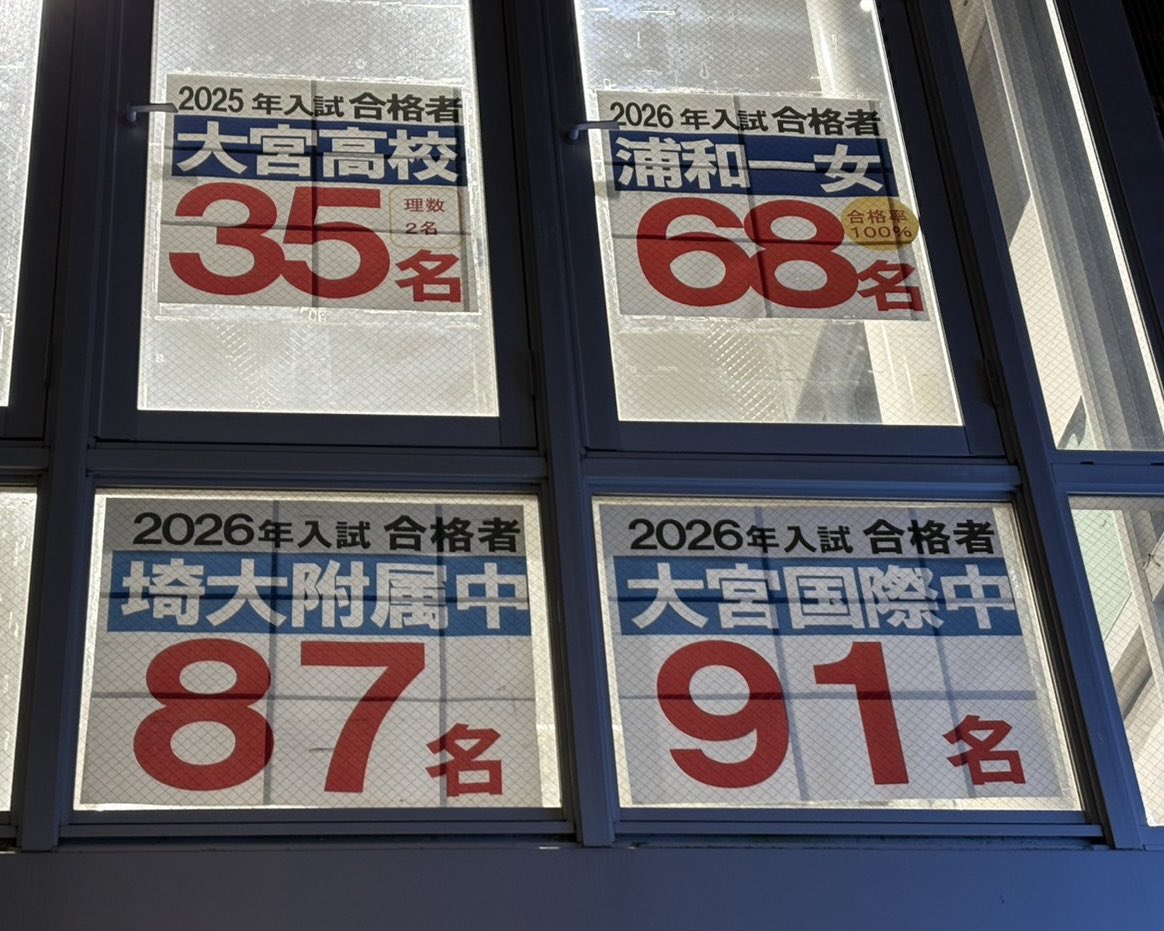 2025年入試 合格者
大宮高校
35名
理数
2名
2026年入試 合格者
浦和一女
68名
合格率
100%
2026年入試 合格者
埼大附属中
87名
2026年入試 合格者
大宮国際中
91名